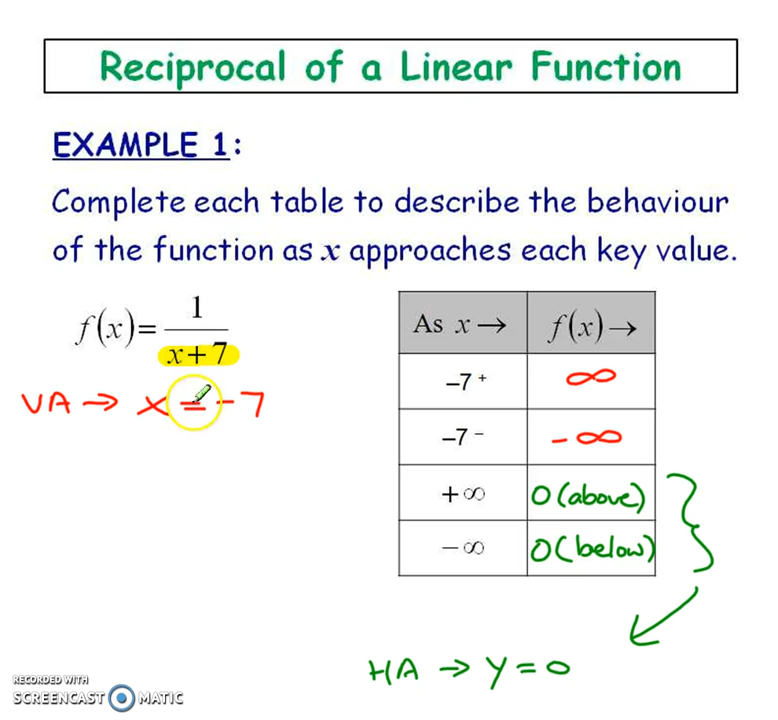 Reciprocal of a Linear Function
EXAMPLE 1:
Complete each table to describe the behaviour
of the function as x approaches each key value.
f(x)= 1 / x+7
VA → x = -7
As x → f(x) →
–7 + ∞
–7 – - ∞
+∞ 0 (above)
–∞ 0 (below)
HA → y = 0
RECORDED WITH
SCREENCAST MATIC